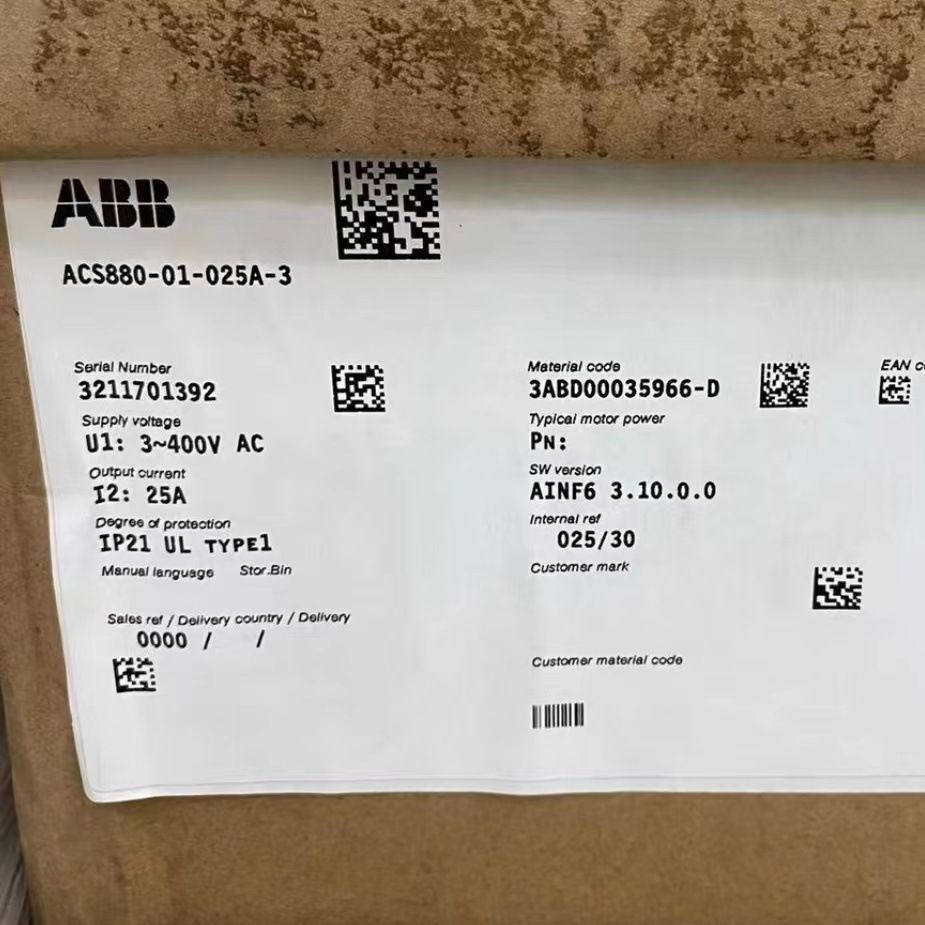 ABB
ACS880-01-025A-3
Serial Number
3211701392
Supply voltage
U1: 3~400V AC
Output current
I2: 25A
Degree of protection
IP21 UL TYPE1
Manual language Stor.Bin
Sales ref / Delivery country / Delivery
0000 / /
Material code
3ABD00035966-D
Typical motor power
PN:
SW version
AINF6 3.10.0.0
Internal ref
025/30
Customer mark
Customer material code
EAN